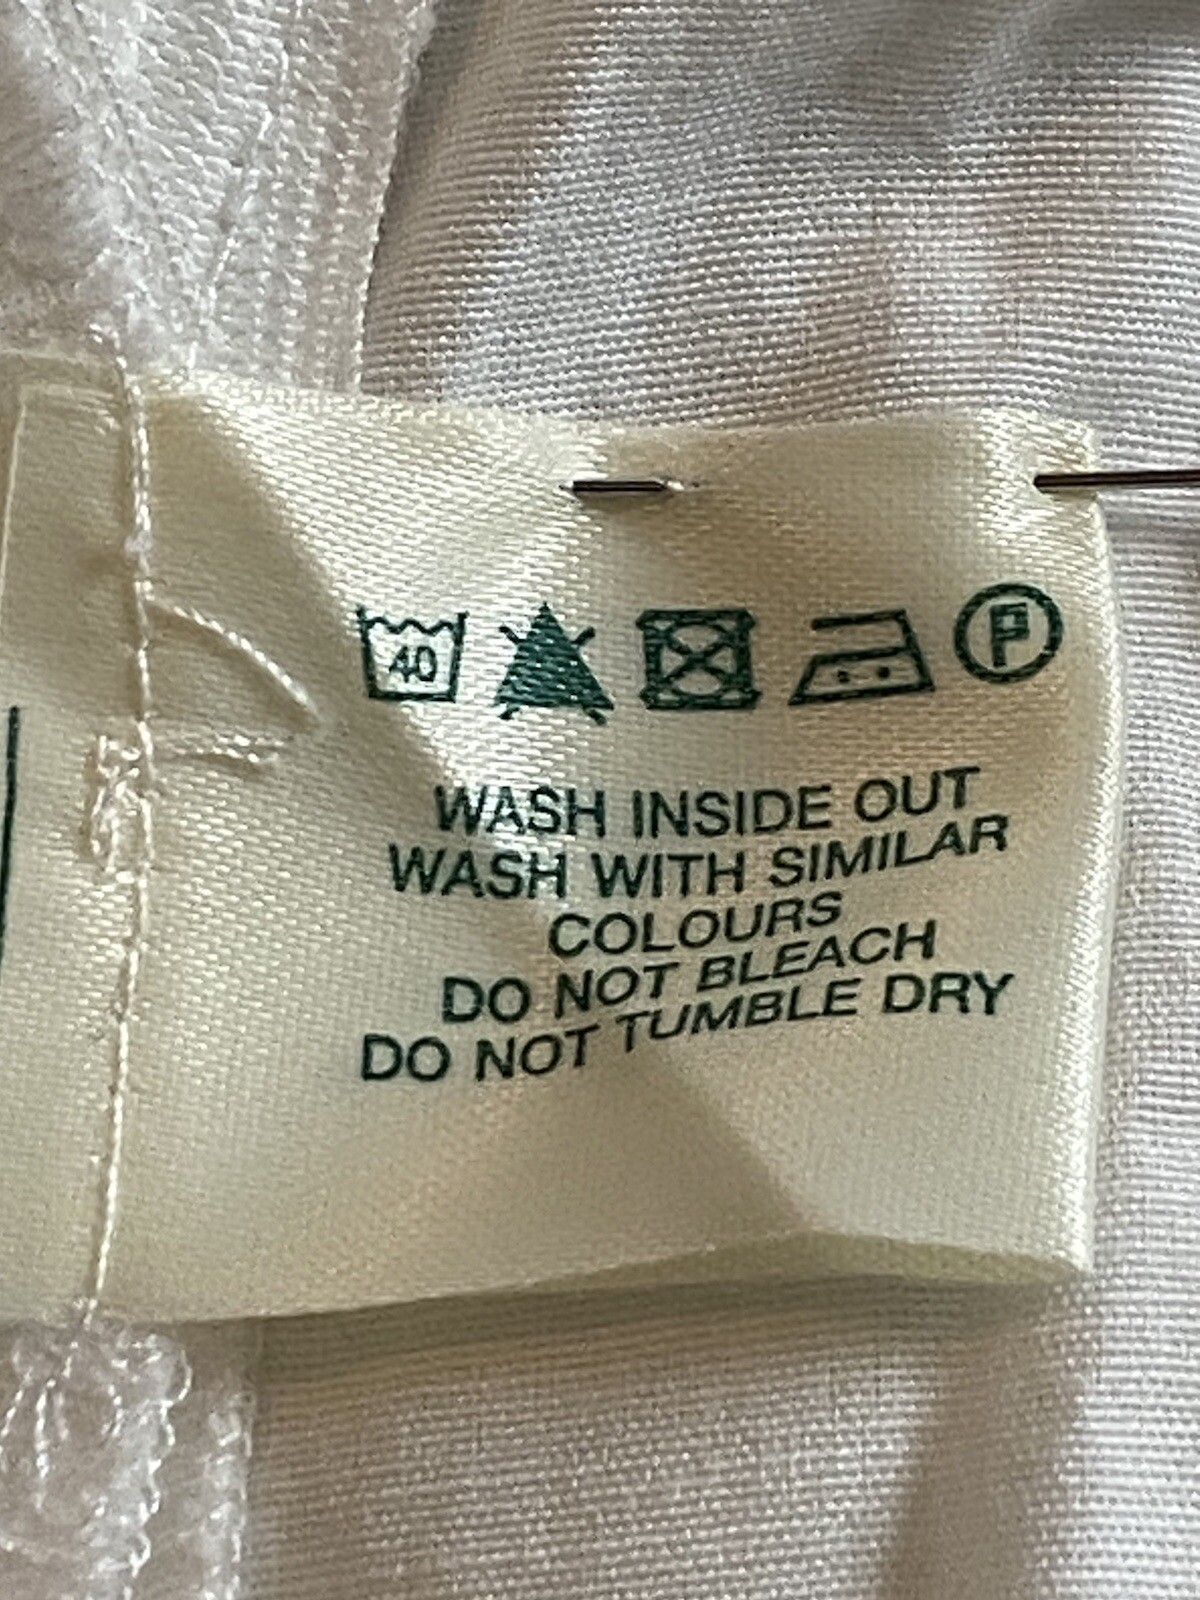 40 P
WASH INSIDE OUT
WASH WITH SIMILAR
COLOURS
DO NOT BLEACH
DO NOT TUMBLE DRY